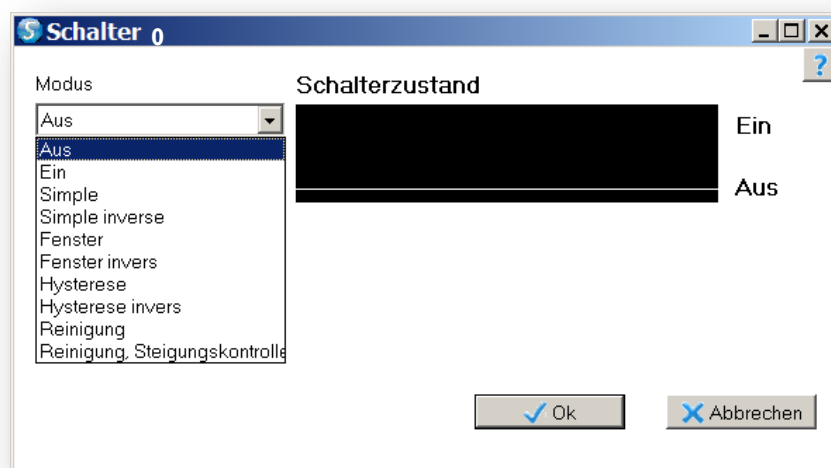 Schalter 0
?
Modus
Schalterzustand
Aus
Ein
Aus
Aus
Ein
Simple
Simple inverse
Fenster
Fenster invers
Hysterese
Hysterese invers
Reinigung
Reinigung, Steigungskontrolle
Ok
Abbrechen